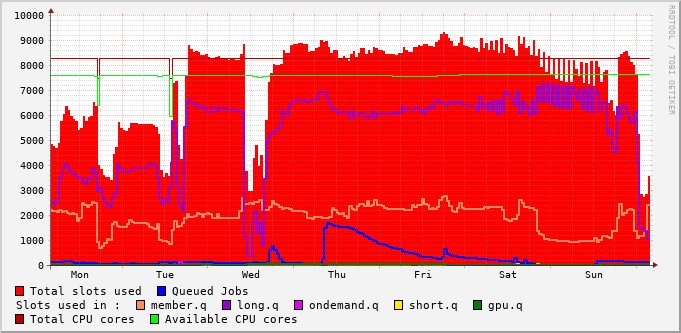 10000
9000
8000
7000
6000
5000
4000
3000
2000
1000
0
Mon Tue Wed Thu Fri Sat Sun
RRDTOOL / TOBI OETIKER
Total slots used Queued Jobs
Slots used in : member.q long.q ondemand.q short.q gpu.q
Total CPU cores Available CPU cores